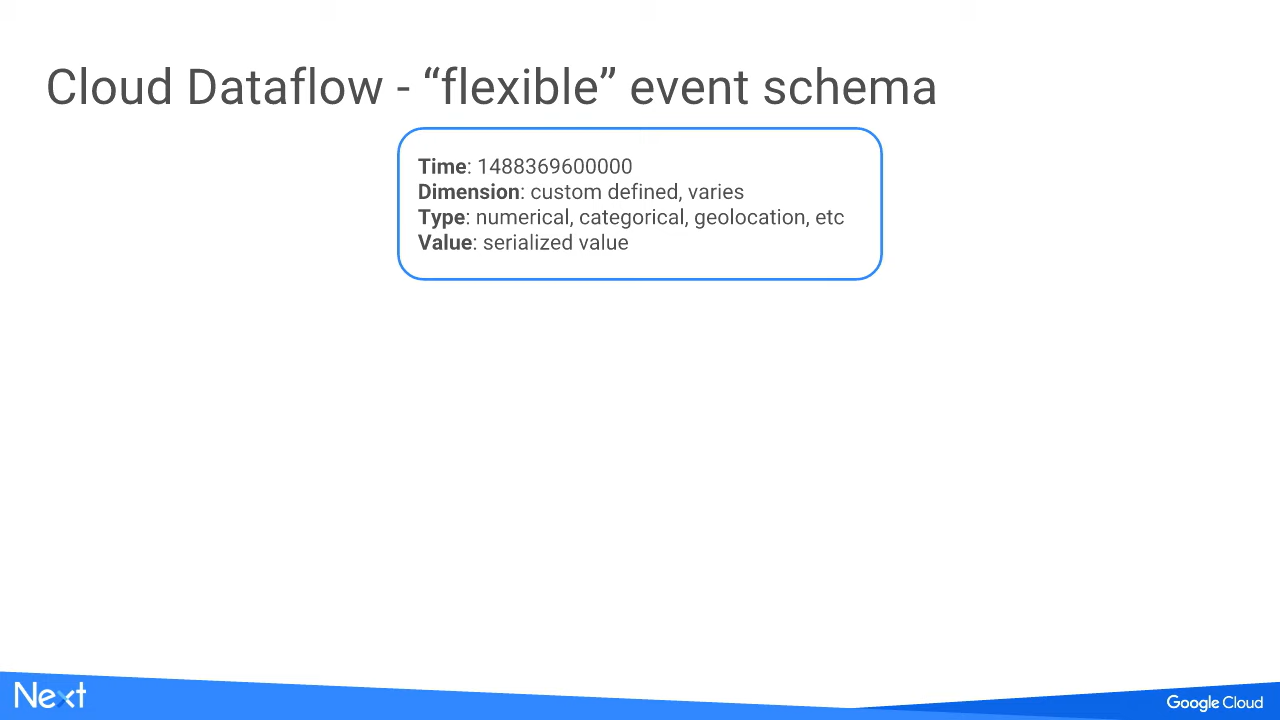 Cloud Dataflow - “flexible” event schema
Time: 1488369600000
Dimension: custom defined, varies
Type: numerical, categorical, geolocation, etc
Value: serialized value
Next
Google Cloud